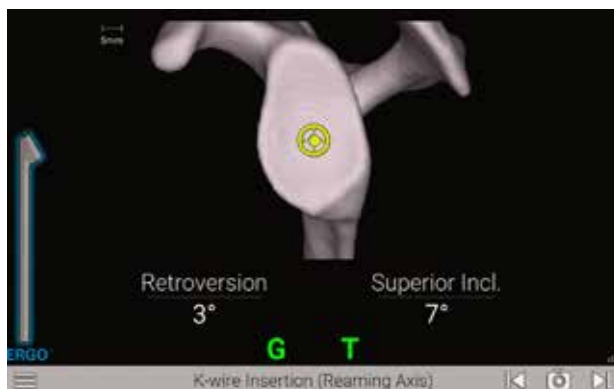 5mm
Retroversion Superior Incl.
3° 7°
G T
ERGO
K-wire Insertion (Reaming Axis)